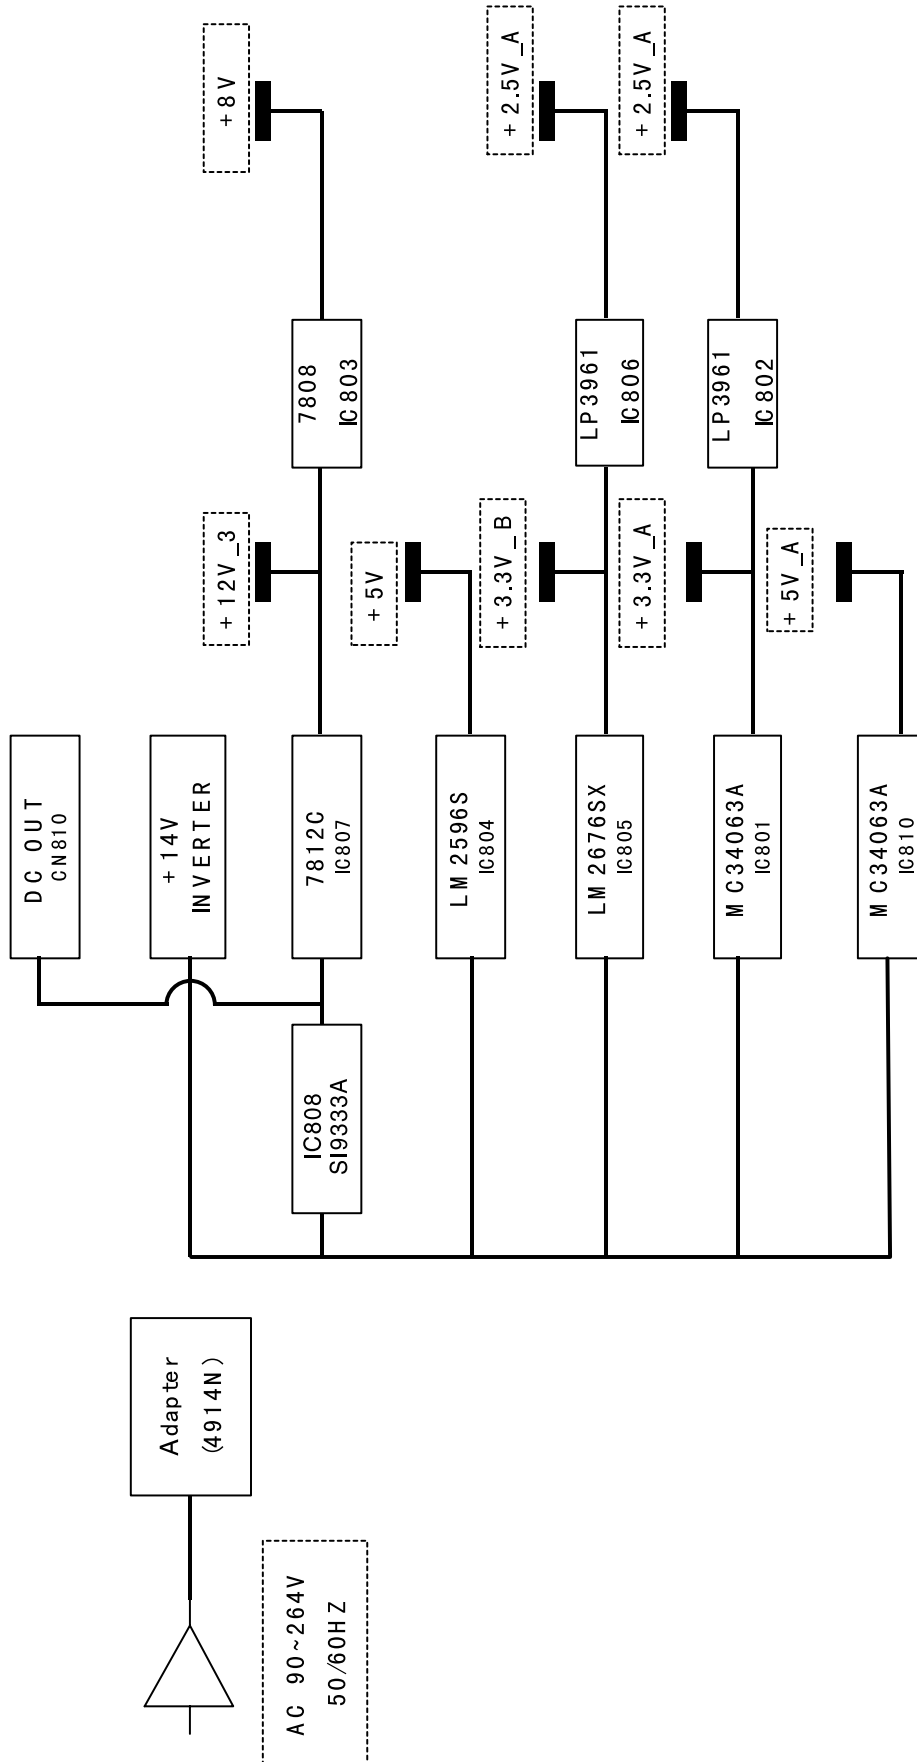 AC 90~264V
50/60HZ
Adapter
(4914N)
IC808
SI9333A
DC OUT
CN810
+14V
INVERTER
7812C
IC807
LM2596S
IC804
LM2676SX
IC805
MC34063A
IC801
MC34063A
IC810
+12V_3
+5V
+3.3V_B
+3.3V_A
+5V_A
7808
IC803
LP3961
IC806
LP3961
IC802
+8V
+2.5V_A
+2.5V_A